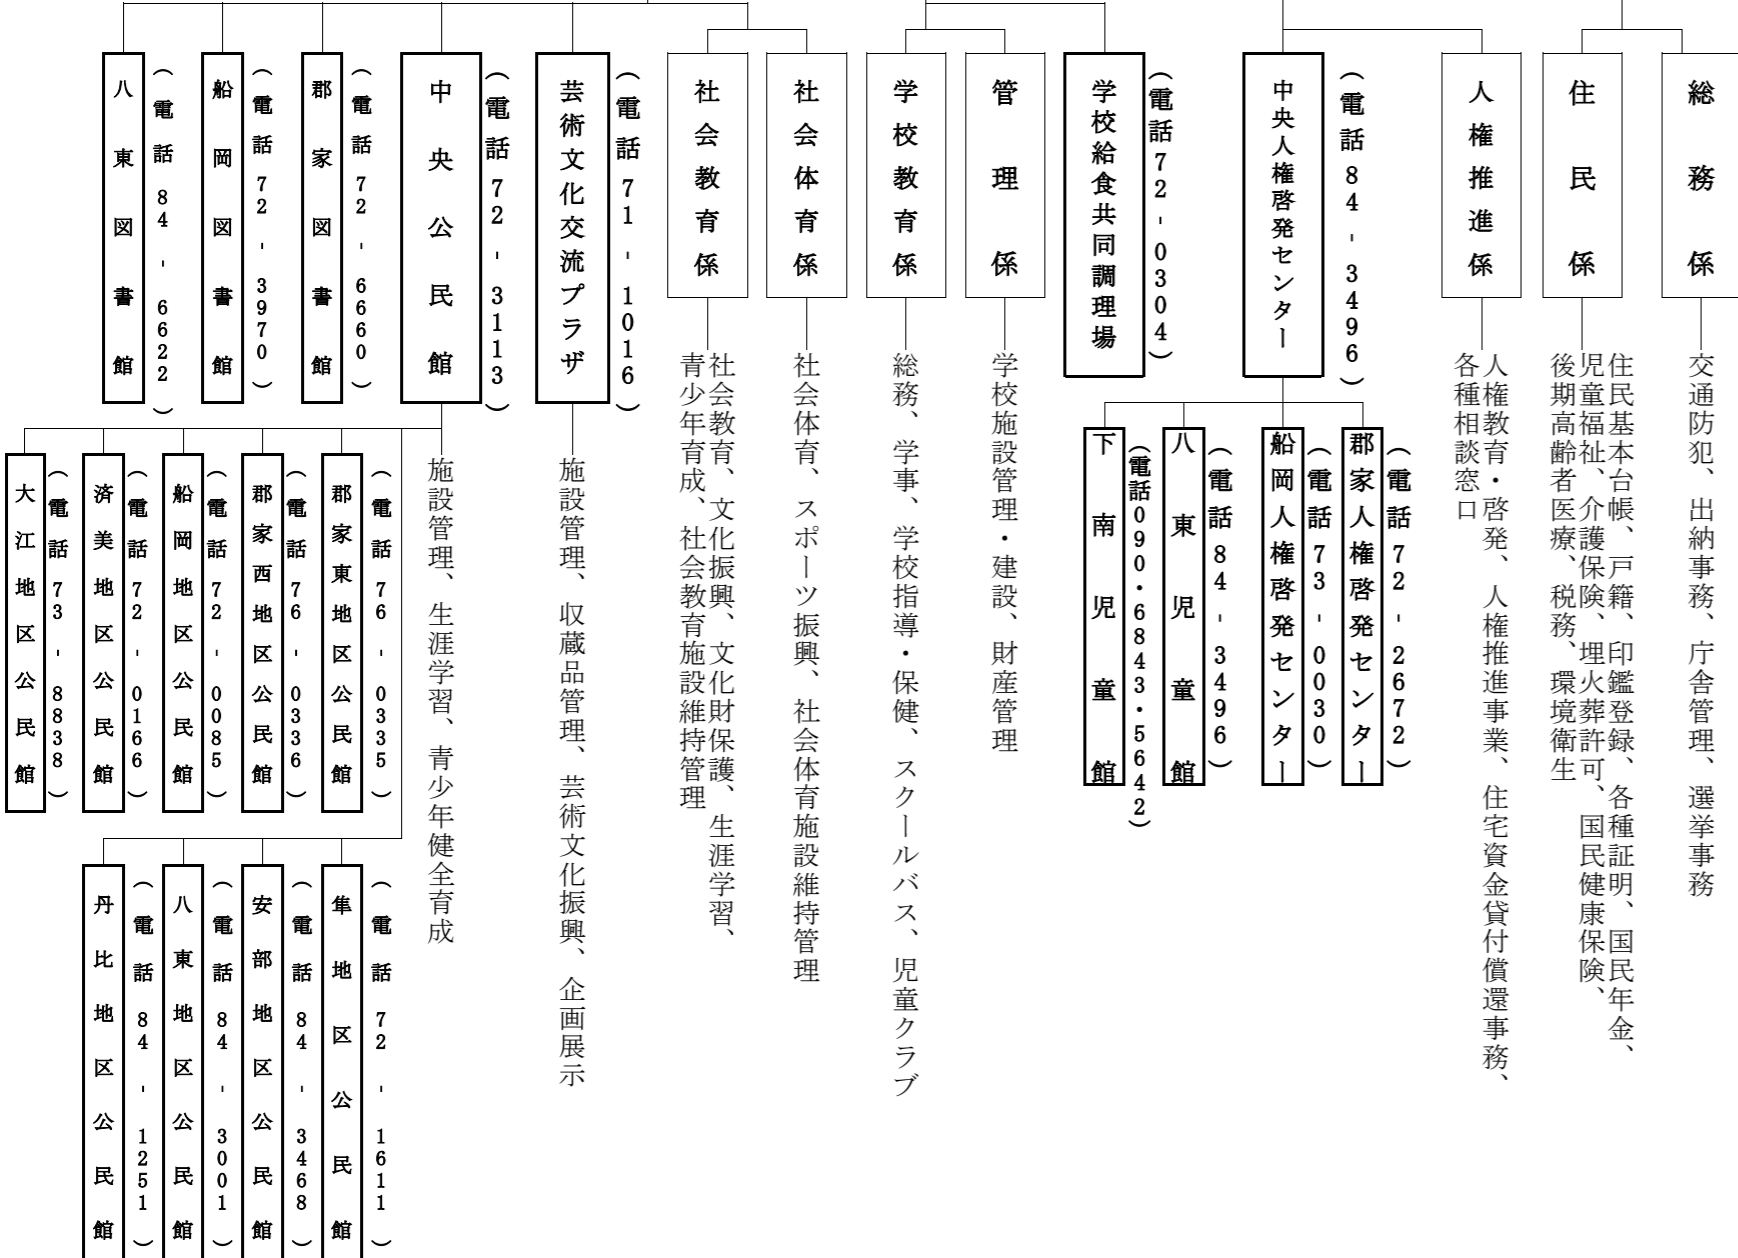 総務係
交通防犯、出納事務、庁舎管理、選挙事務
住民係
住民基本台帳、戸籍、印鑑登録、各種証明、国民年金、
児童福祉、介護保険、埋火葬許可、国民健康保険、
後期高齢者医療、税務、環境衛生
人権推進係
人権教育・啓発、人権推進事業、住宅資金貸付償還事務、
各種相談窓口
(電話84-3496)
中央人権啓発センター
(電話72-2672)
郡家人権啓発センター
(電話73-0030)
船岡人権啓発センター
(電話84-3496)
八東児童館
(電話090・6843・5642)
下南児童館
(電話72-0304)
学校給食共同調理場
管理係
学校施設管理・建設、財産管理
学校教育係
総務、学事、学校指導・保健、スクールバス、児童クラブ
社会体育係
社会体育、スポーツ振興、社会体育施設維持管理
社会教育係
社会教育、文化振興、文化財保護、生涯学習、
青少年育成、社会教育施設維持管理
(電話71-1016)
芸術文化交流プラザ
施設管理、収蔵品管理、芸術文化振興、企画展示
(電話72-3113)
中央公民館
施設管理、生涯学習、青少年健全育成
(電話76-0335)
郡家東地区公民館
(電話76-0336)
郡家西地区公民館
(電話72-0085)
船岡地区公民館
(電話72-0166)
済美地区公民館
(電話73-8838)
大江地区公民館
(電話72-1611)
隼地区公民館
(電話84-3468)
安部地区公民館
(電話84-3001)
八東地区公民館
(電話84-1251)
丹比地区公民館
(電話72-6660)
郡家図書館
(電話72-3970)
船岡図書館
(電話84-6622)
八東図書館